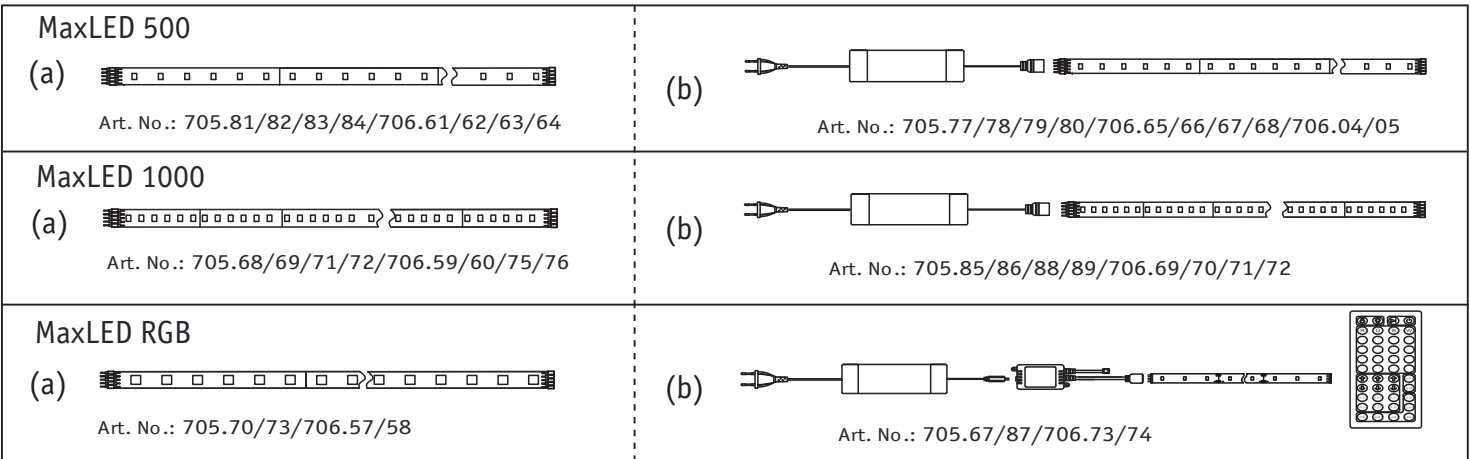 MaxLED 500
(a)
Art. No.: 705.81/82/83/84/706.61/62/63/64
(b)
Art. No.: 705.77/78/79/80/706.65/66/67/68/706.04/05
MaxLED 1000
(a)
Art. No.: 705.68/69/71/72/706.59/60/75/76
(b)
Art. No.: 705.85/86/88/89/706.69/70/71/72
MaxLED RGB
(a)
Art. No.: 705.70/73/706.57/58
(b)
Art. No.: 705.67/87/706.73/74